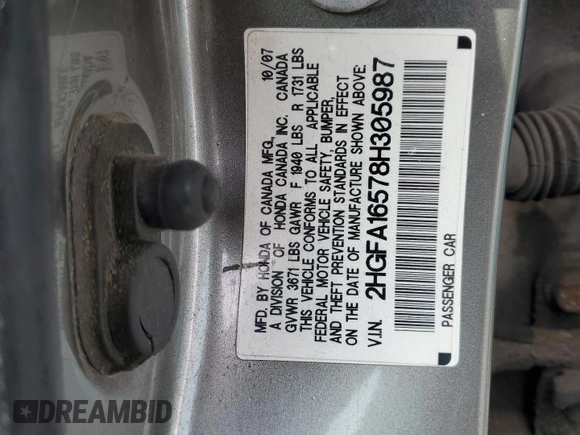 MFD. BY HONDA OF CANADA MFG., 10/07
A DIVISION OF HONDA CANADA INC. CANADA
GVWR 3671 LBS GAWR F 1940 LBS R 1731 LBS
THIS VEHICLE CONFORMS TO ALL APPLICABLE
FEDERAL MOTOR VEHICLE SAFETY, BUMPER,
AND THEFT PREVENTION STANDARDS IN EFFECT
ON THE DATE OF MANUFACTURE SHOWN ABOVE.
V.I.N. 2HGFA16578H305987
PASSENGER CAR
DREAMBID